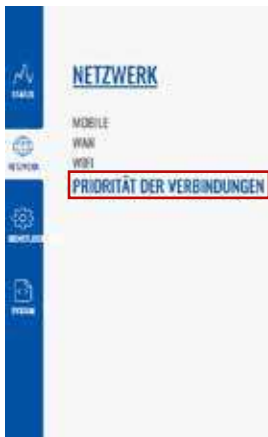 STATUS
NETZWERK
NETZWERK
MOBILE
WAN
WIFI
PRIORITÄT DER VERBINDUNGEN
SYSTEM